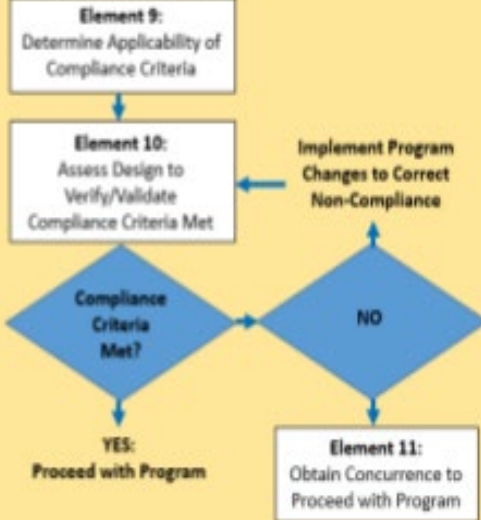 Element 9:
Determine Applicability of
Compliance Criteria
Element 10:
Assess Design to
Verify/Validate
Compliance Criteria Met
Implement Program
Changes to Correct
Non-Compliance
Compliance
Criteria
Met?
NO
YES:
Proceed with Program
Element 11:
Obtain Concurrence to
Proceed with Program